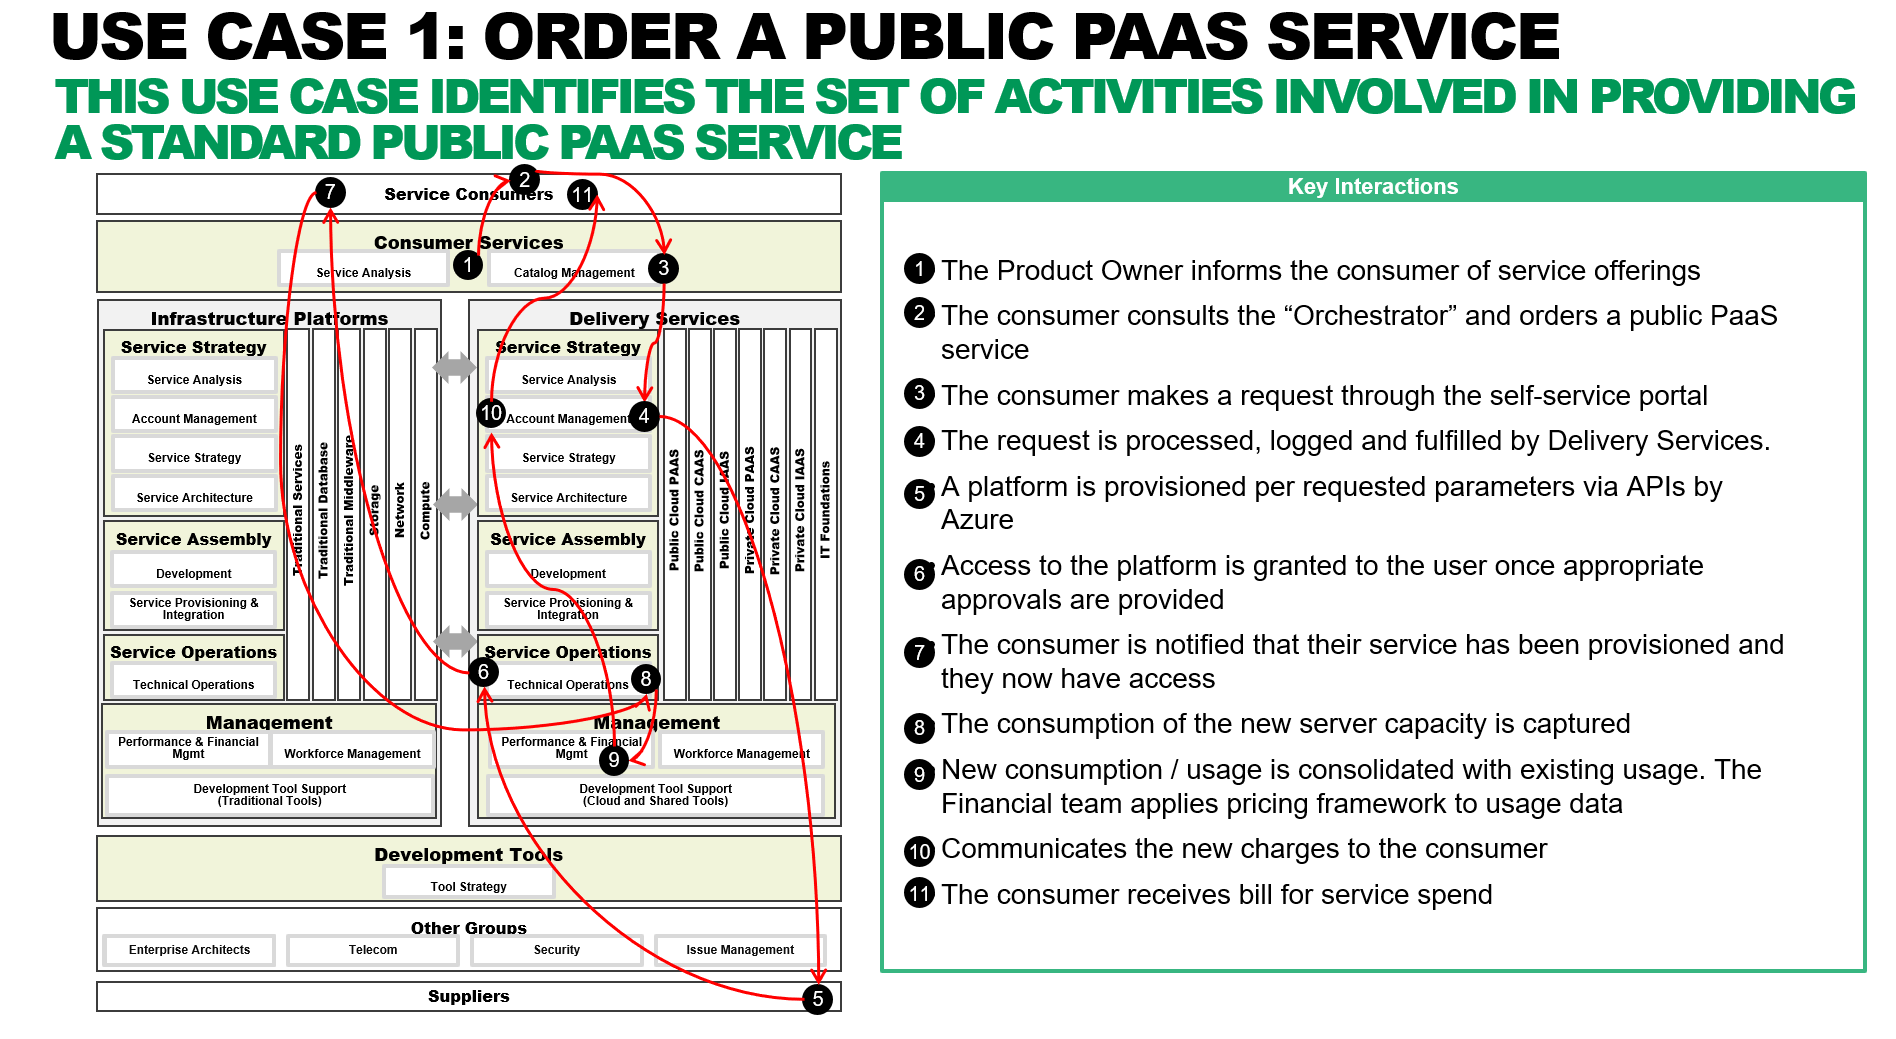 USE CASE 1: ORDER A PUBLIC PAAS SERVICE
THIS USE CASE IDENTIFIES THE SET OF ACTIVITIES INVOLVED IN PROVIDING
A STANDARD PUBLIC PAAS SERVICE
7
Service Consumers
2
11
Consumer Services
Service Analysis
1
Catalog Management
3
Infrastructure Platforms
Service Strategy
Service Analysis
Account Management
Service Strategy
Service Architecture
Service Assembly
Development
Service Provisioning &
Integration
Service Operations
Technical Operations
Traditional Services
Traditional Database
Traditional Middleware
Storage
Network
Compute
Management
Performance & Financial
Mgmt
Workforce Management
Development Tool Support
(Traditional Tools)
Delivery Services
Service Strategy
Service Analysis
10
Account Management
4
Service Strategy
Service Architecture
Service Assembly
Development
Service Provisioning &
Integration
Service Operations
6
Technical Operations
8
Public Cloud PAAS
Public Cloud CAAS
Public Cloud IAAS
Private Cloud PAAS
Private Cloud CAAS
Private Cloud IAAS
IT Foundations
Management
Performance & Financial
Mgmt
9
Workforce Management
Development Tool Support
(Cloud and Shared Tools)
Development Tools
Tool Strategy
Other Groups
Enterprise Architects
Telecom
Security
Issue Management
Suppliers
5
Key Interactions
1 The Product Owner informs the consumer of service offerings
2 The consumer consults the “Orchestrator” and orders a public PaaS
service
3 The consumer makes a request through the self-service portal
4 The request is processed, logged and fulfilled by Delivery Services.
5 A platform is provisioned per requested parameters via APIs by
Azure
6 Access to the platform is granted to the user once appropriate
approvals are provided
7 The consumer is notified that their service has been provisioned and
they now have access
8 The consumption of the new server capacity is captured
9 New consumption / usage is consolidated with existing usage. The
Financial team applies pricing framework to usage data
10 Communicates the new charges to the consumer
11 The consumer receives bill for service spend